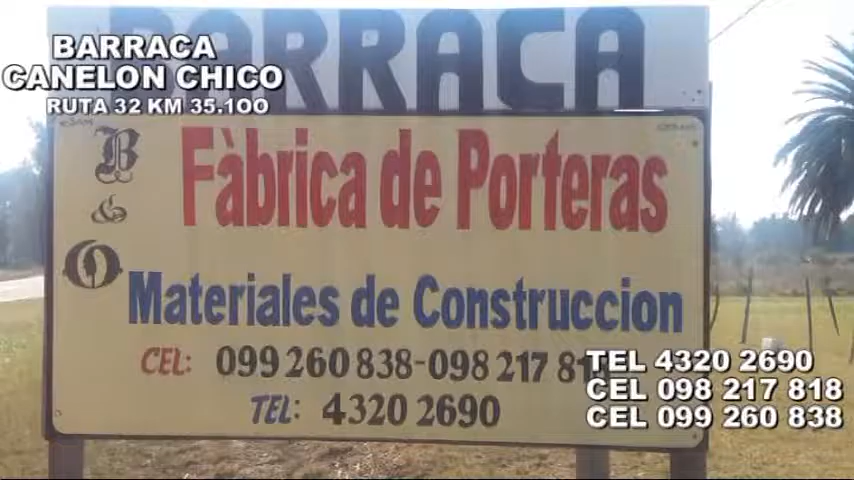 BARRACA
BARRACA
CANELON CHICO
RUTA 32 KM 35.100
B
&
O
Fàbrica de Porteras
Materiales de Construccion
CEL: 099 260 838-098 217 81
TEL: 4320 2690
TEL 4320 2690
CEL 098 217 818
CEL 099 260 838